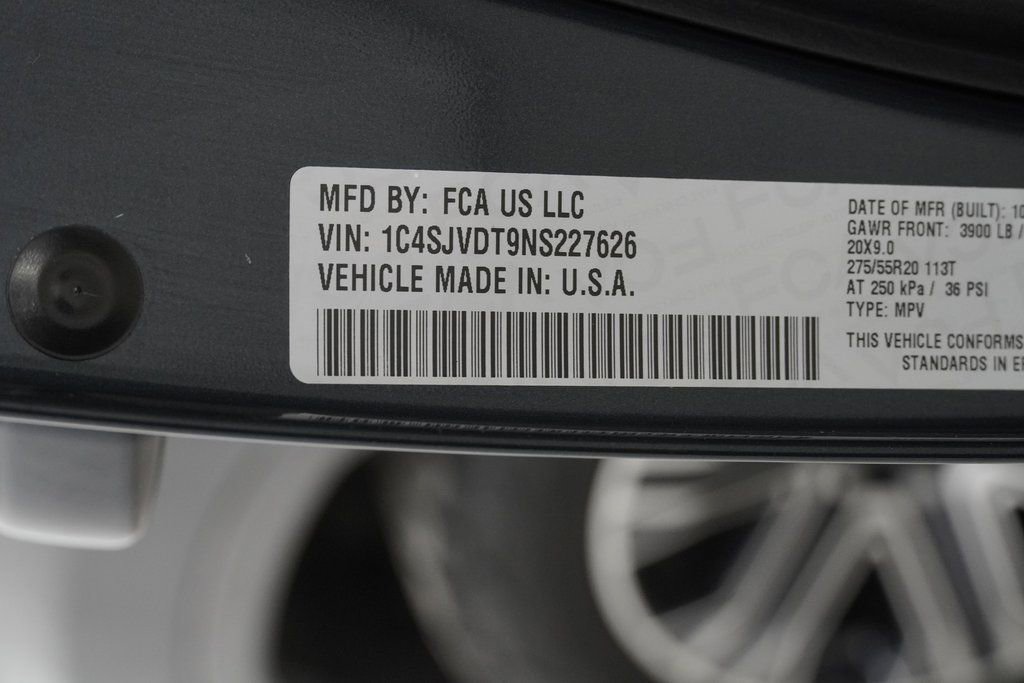 MFD BY: FCA US LLC
VIN: 1C4SJVDT9NS227626
VEHICLE MADE IN: U.S.A.
DATE OF MFR (BUILT): 10
GAWR FRONT: 3900 LB /
20X9.0
275/55R20 113T
AT 250 kPa / 36 PSI
TYPE: MPV
THIS VEHICLE CONFORMS
STANDARDS IN